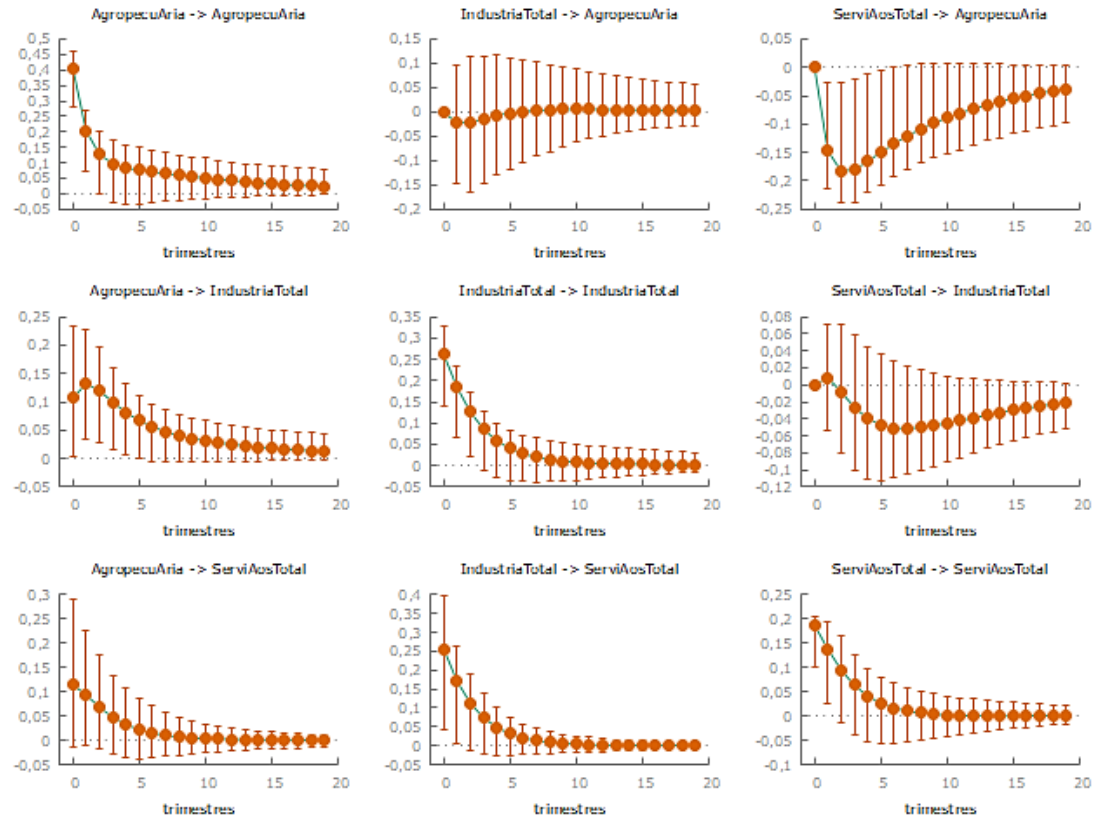 AgropecuAria -> AgropecuAria
0,5
0,45
0,4
0,35
0,3
0,25
0,2
0,15
0,1
0,05
0
-0,05
0 5 10 15 20
trimestres
IndustriaTotal -> AgropecuAria
0,15
0,1
0,05
0
-0,05
-0,1
-0,15
-0,2
0 5 10 15 20
trimestres
ServiAosTotal -> AgropecuAria
0,05
0
-0,05
-0,1
-0,15
-0,2
-0,25
0 5 10 15 20
trimestres
AgropecuAria -> IndustriaTotal
0,25
0,2
0,15
0,1
0,05
0
-0,05
0 5 10 15 20
trimestres
IndustriaTotal -> IndustriaTotal
0,35
0,3
0,25
0,2
0,15
0,1
0,05
0
-0,05
0 5 10 15 20
trimestres
ServiAosTotal -> IndustriaTotal
0,08
0,06
0,04
0,02
0
-0,02
-0,04
-0,06
-0,08
-0,1
-0,12
0 5 10 15 20
trimestres
AgropecuAria -> ServiAosTotal
0,3
0,25
0,2
0,15
0,1
0,05
0
-0,05
0 5 10 15 20
trimestres
IndustriaTotal -> ServiAosTotal
0,4
0,35
0,3
0,25
0,2
0,15
0,1
0,05
0
-0,05
0 5 10 15 20
trimestres
ServiAosTotal -> ServiAosTotal
0,25
0,2
0,15
0,1
0,05
0
-0,05
-0,1
0 5 10 15 20
trimestres